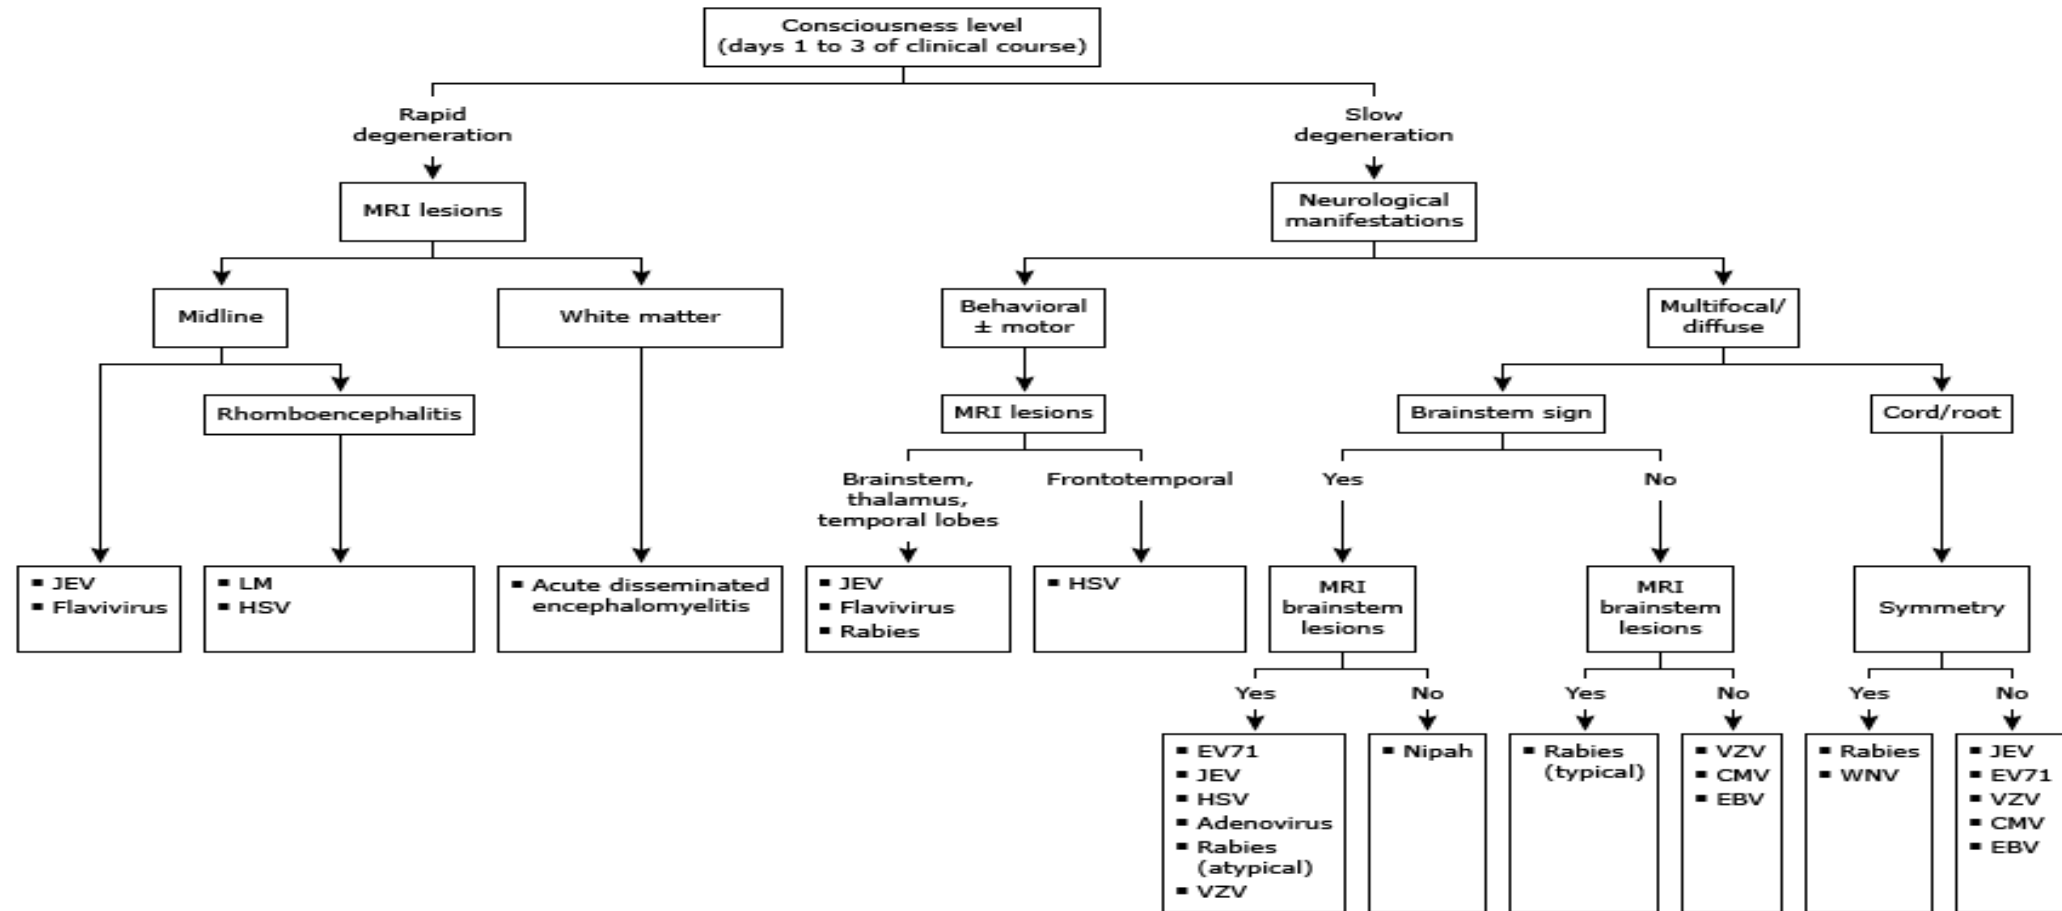 Consciousness level
(days 1 to 3 of clinical course)
Rapid
degeneration
Slow
degeneration
MRI lesions
Neurological
manifestations
Midline
White matter
Behavioral
± motor
Multifocal/
diffuse
Rhomboencephalitis
MRI lesions
Brainstem sign
Cord/root
Brainstem,
thalamus,
temporal lobes
Frontotemporal
Yes
No
▪ JEV
▪ Flavivirus
▪ LM
▪ HSV
▪ Acute disseminated
encephalomyelitis
▪ JEV
▪ Flavivirus
▪ Rabies
▪ HSV
MRI
brainstem
lesions
MRI
brainstem
lesions
Symmetry
Yes
No
Yes
No
Yes
No
▪ EV71
▪ JEV
▪ HSV
▪ Adenovirus
▪ Rabies
(atypical)
▪ VZV
▪ Nipah
▪ Rabies
(typical)
▪ VZV
▪ CMV
▪ EBV
▪ Rabies
▪ WNV
▪ JEV
▪ EV71
▪ VZV
▪ CMV
▪ EBV